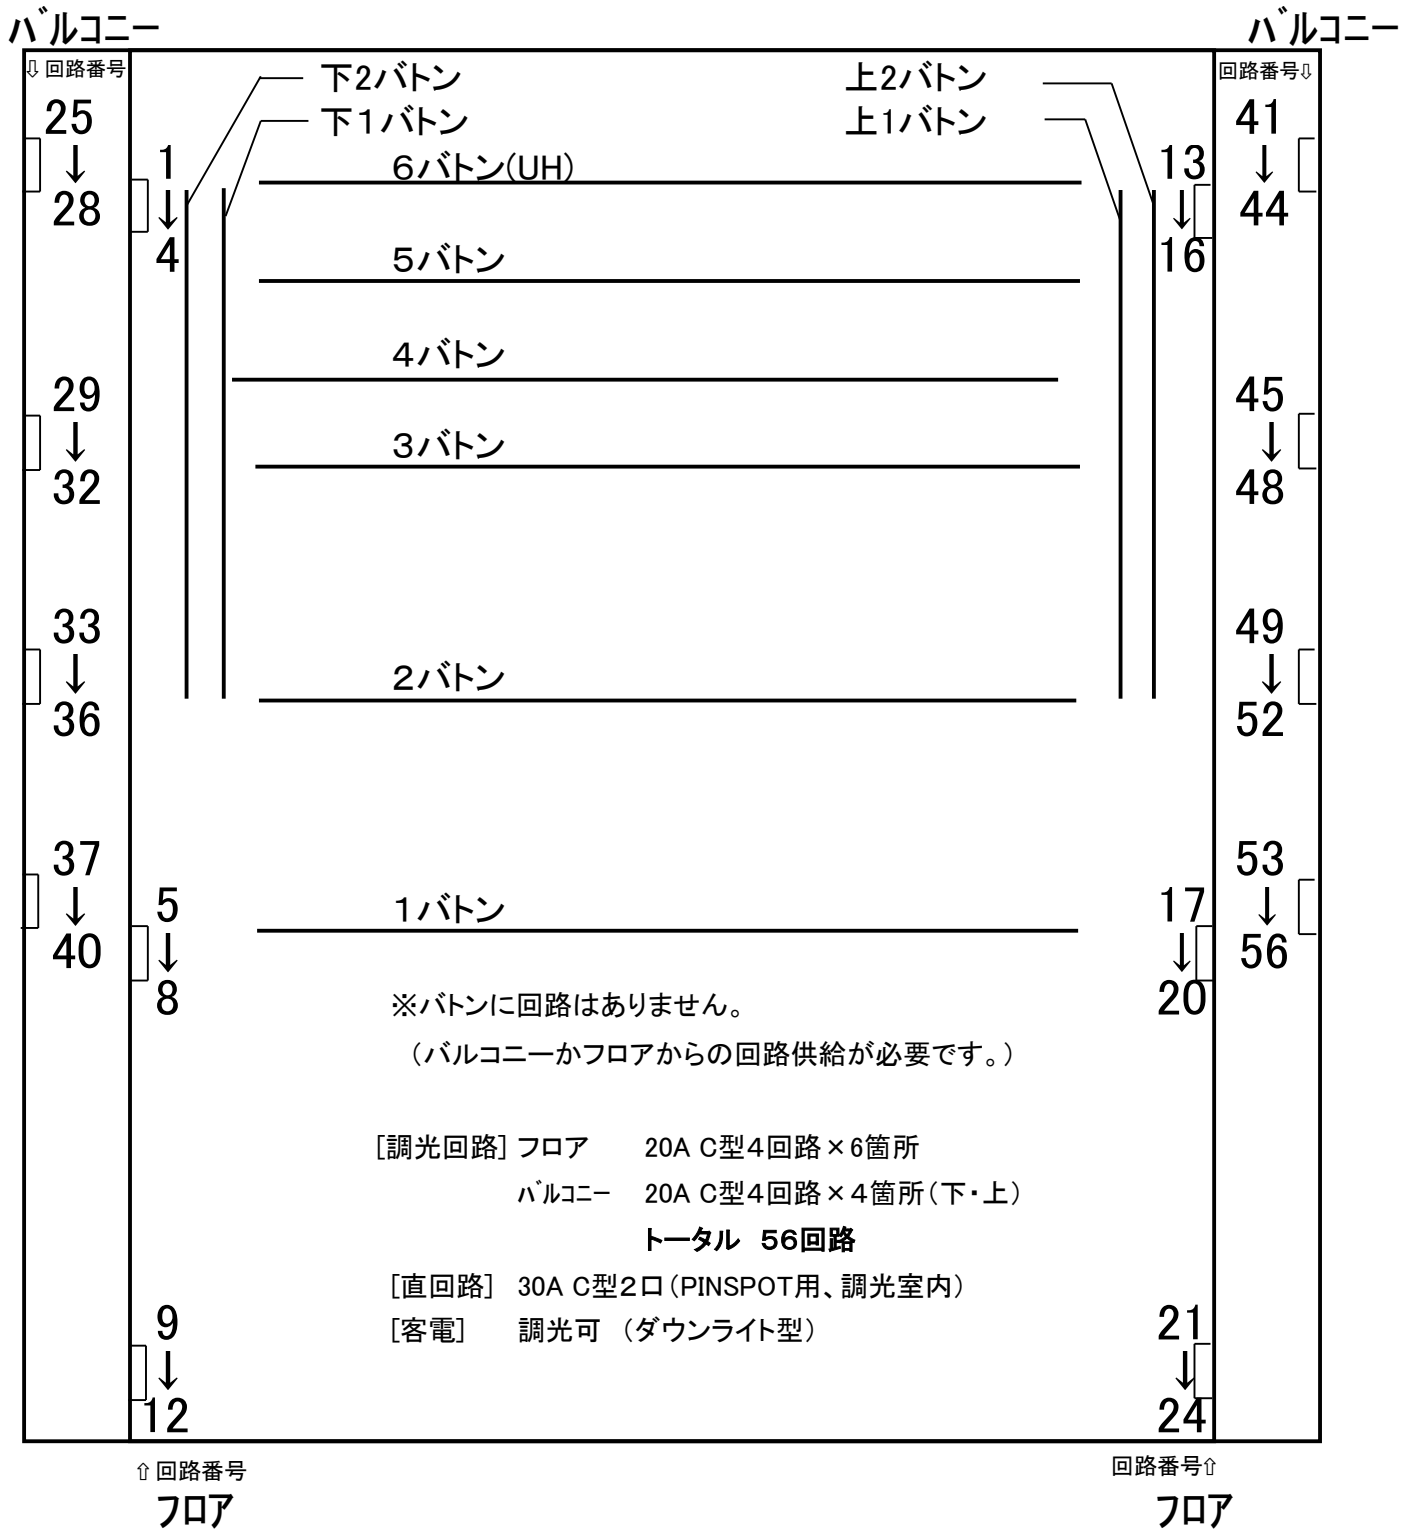 バルコニー
バルコニー
⇩ 回路番号
回路番号⇩
下2バトン
上2バトン
下１バトン
上1バトン
25
↓
28
1
↓
4
13
↓
16
41
↓
44
６バトン(UH)
５バトン
４バトン
３バトン
29
↓
32
45
↓
48
33
↓
36
49
↓
52
２バトン
37
↓
40
5
↓
8
１バトン
17
↓
20
53
↓
56
※バトンに回路はありません。
（バルコニーかフロアからの回路供給が必要です。）
[調光回路] フロア 20A C型４回路×6箇所
バルコニー 20A C型４回路×４箇所（下・上）
トータル 56回路
[直回路] 30A C型２口（PINSPOT用、調光室内）
[客電] 調光可 （ダウンライト型）
9
↓
12
21
↓
24
⇧ 回路番号
回路番号⇧
フロア
フロア